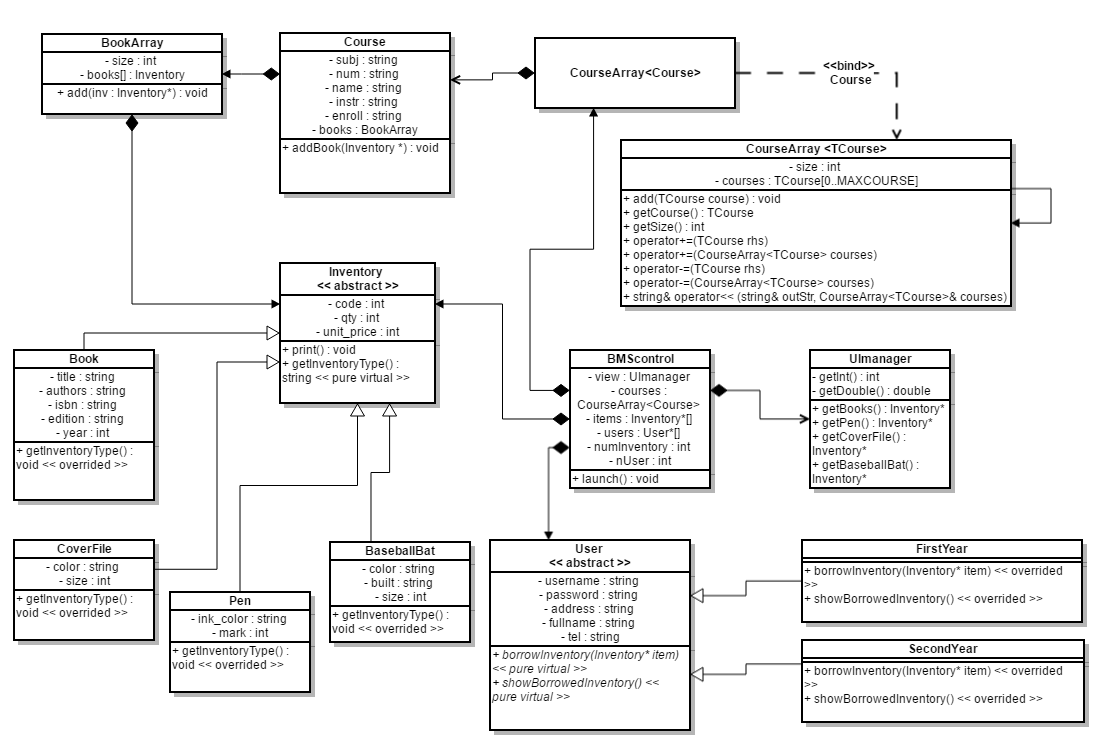 BookArray
- size : int
- books[] : Inventory
+ add(inv : Inventory*) : void
Course
- subj : string
- num : string
- name : string
- instr : string
- enroll : string
- books : BookArray
+ addBook(Inventory *) : void
CourseArray<Course>
<<bind>>
Course
CourseArray <TCourse>
- size : int
- courses : TCourse[0..MAXCOURSE]
+ add(TCourse course) : void
+ getCourse() : TCourse
+ getSize() : int
+ operator+=(TCourse rhs)
+ operator+=(CourseArray<TCourse> courses)
+ operator-=(TCourse rhs)
+ operator-=(CourseArray<TCourse> courses)
+ string& operator<< (string& outStr, CourseArray<TCourse>& courses)
Inventory
<< abstract >>
- code : int
- qty : int
- unit_price : int
+ print() : void
+ getInventoryType() :
string << pure virtual >>
Book
- title : string
- authors : string
- isbn : string
- edition : string
- year : int
+ getInventoryType() :
void << overrided >>
BMScontrol
- view : UImanager
- courses :
CourseArray<Course>
- items : Inventory*[]
- users : User*[]
- numInventory : int
- nUser : int
+ launch() : void
UImanager
- getInt() : int
- getDouble() : double
+ getBooks() : Inventory*
+ getPen() : Inventory*
+ getCoverFile() :
Inventory*
+ getBaseballBat() :
Inventory*
CoverFile
- color : string
- size : int
+ getInventoryType() :
void << overrided >>
Pen
- ink_color : string
- mark : int
+ getInventoryType() :
void << overrided >>
BaseballBat
- color : string
- built : string
- size : int
+ getInventoryType() :
void << overrided >>
User
<< abstract >>
- username : string
- password : string
- address : string
- fullname : string
- tel : string
+ borrowInventory(Inventory* item)
<< pure virtual >>
+ showBorrowedInventory() <<
pure virtual >>
FirstYear
+ borrowInventory(Inventory* item) << overrided
>>
+ showBorrowedInventory() << overrided >>
SecondYear
+ borrowInventory(Inventory* item) << overrided
>>
+ showBorrowedInventory() << overrided >>